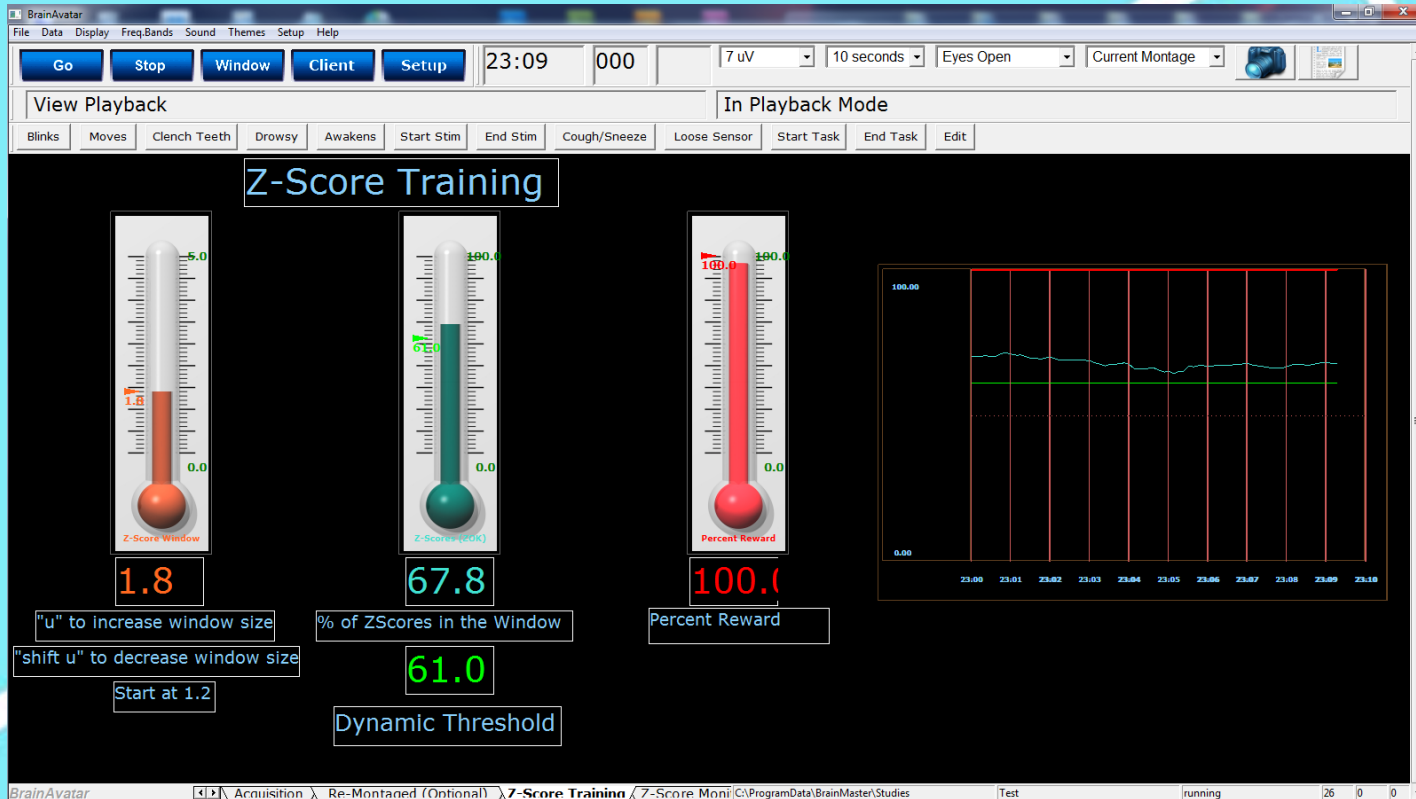 BrainAvatar
File Data Display Freq.Bands Sound Themes Setup Help
Go Stop Window Client Setup 23:09 000 7 uV 10 seconds Eyes Open Current Montage
View Playback In Playback Mode
Blinks Moves Clench Teeth Drowsy Awakens Start Stim End Stim Cough/Sneeze Loose Sensor Start Task End Task Edit
Z-Score Training
5.0 100.0 100.0 100.0
61.0
1.8
0.0 0.0 0.0
Z-Score Window Percent Reward
100.00
0.00
23:00 23:01 23:02 23:03 23:04 23:05 23:06 23:07 23:08 23:09 23:10
1.8 67.8 100.0
"u" to increase window size % of ZScores in the Window Percent Reward
"shift u" to decrease window size 61.0
Start at 1.2
Dynamic Threshold
BrainAvatar Acquisition Re-Montaged (Optional) Z-Score Training Z-Score Moni C:\ProgramData\BrainMaster\Studies Test running 26 0 0